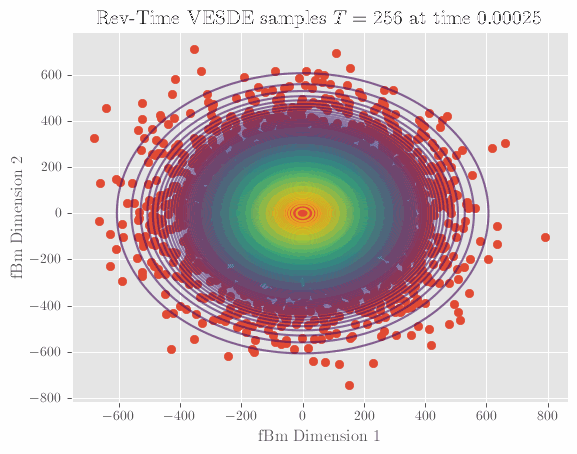 Rev-Time VESDE samples T = 256 at time 0.00025
600
400
200
0
−200
−400
−600
−800
fBm Dimension 2
−600 −400 −200 0 200 400 600 800
fBm Dimension 1